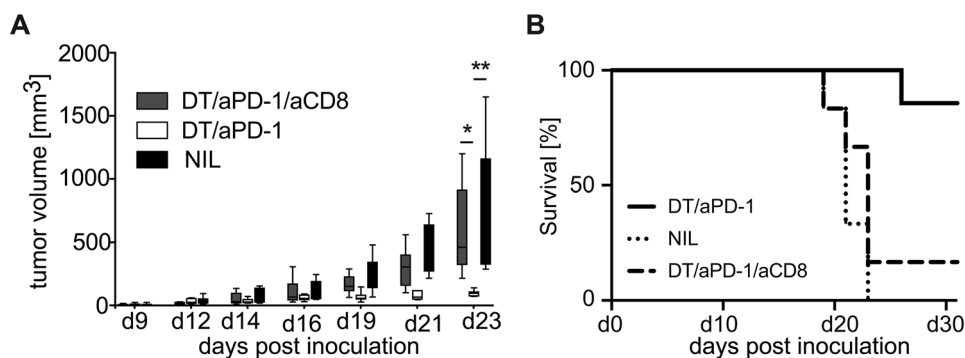 A
tumor volume [mm3]
2000
1500
1000
500
0
DT/aPD-1/aCD8
DT/aPD-1
NIL
**
*
d9 d12 d14 d16 d19 d21 d23
days post inoculation
B
Survival [%]
100
50
0
DT/aPD-1
NIL
DT/aPD-1/aCD8
d0 d10 d20 d30
days post inoculation